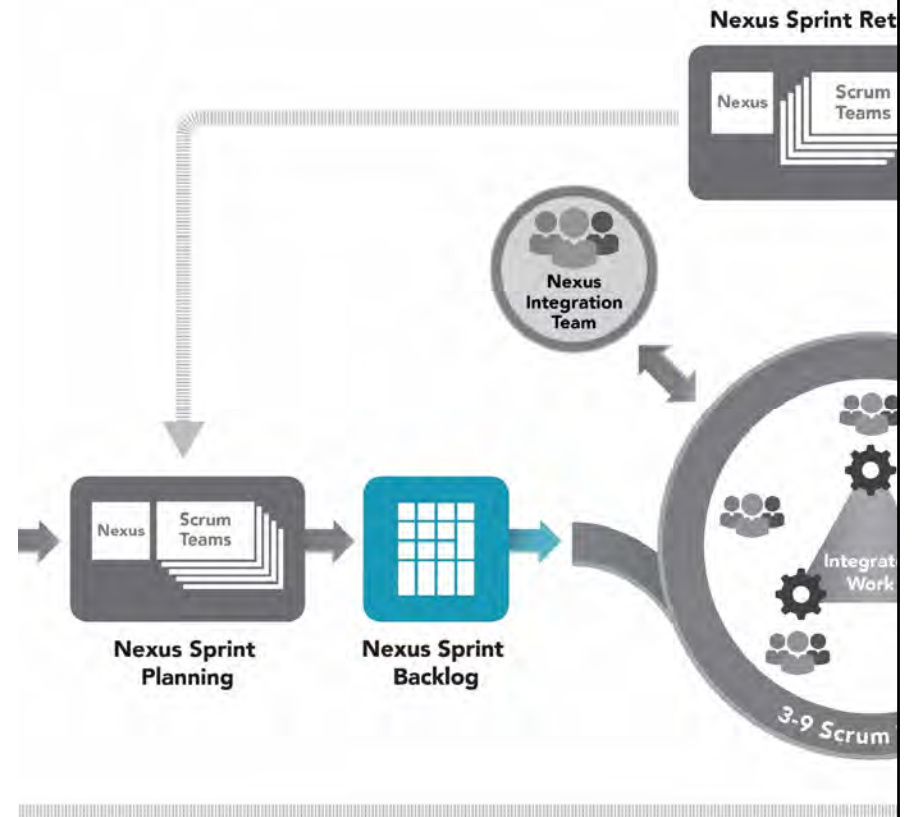 Nexus Sprint Ret
Nexus
Scrum
Teams
Nexus
Integration
Team
Nexus
Scrum
Teams
Integrat
Work
Nexus Sprint
Planning
Nexus Sprint
Backlog
3-9 Scrum